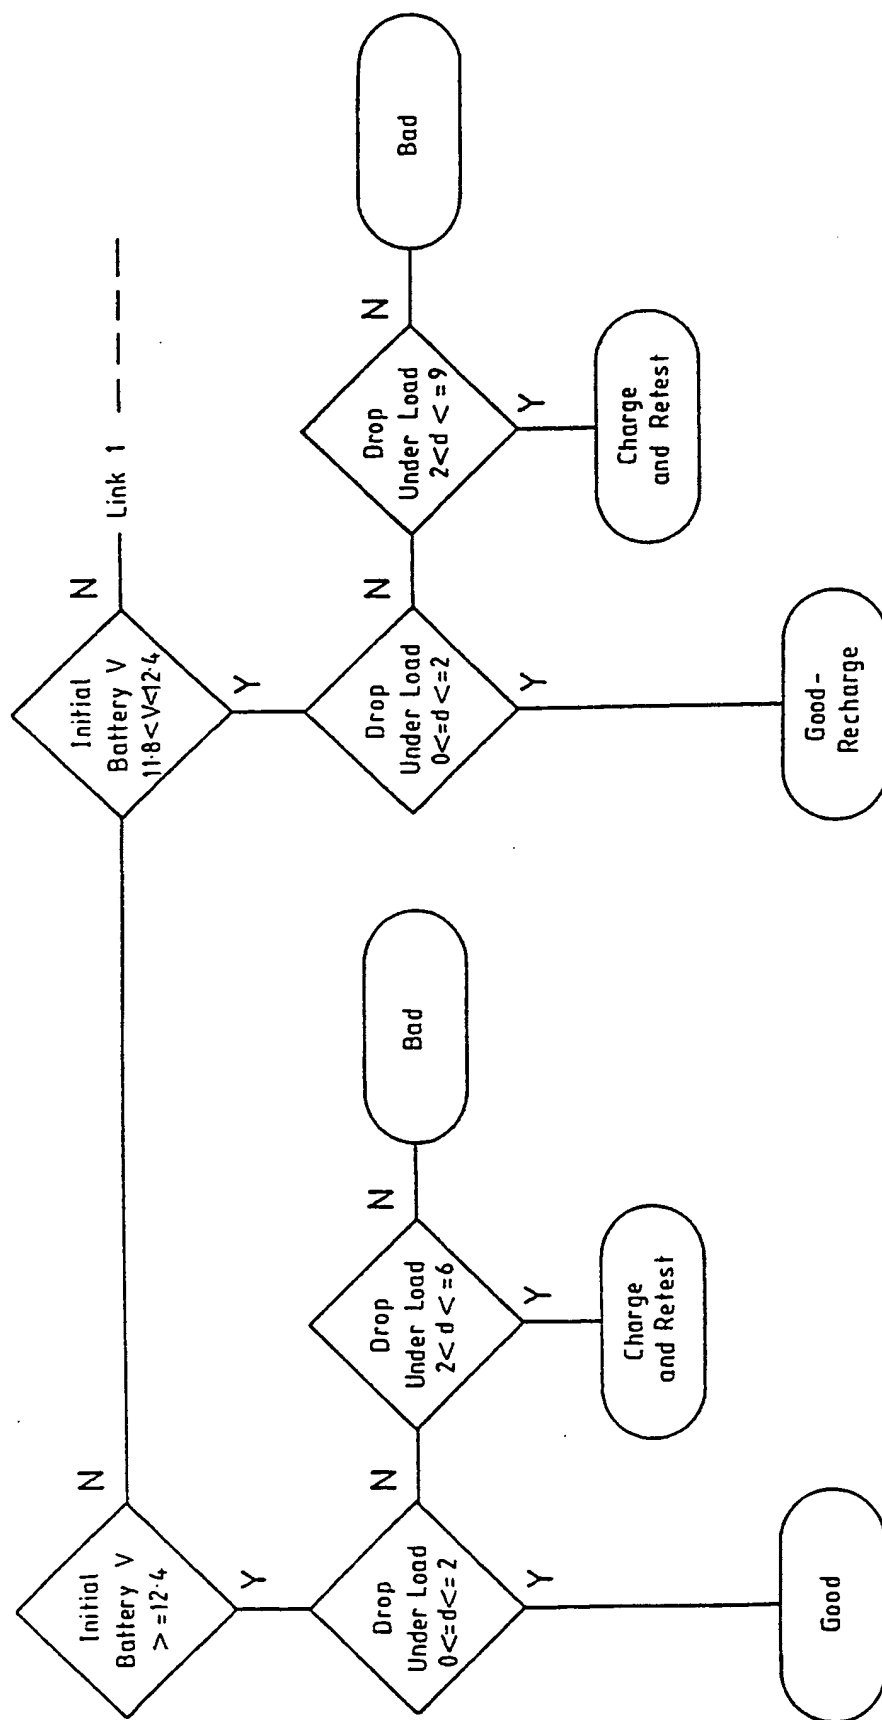 Initial
Battery V
>=12·4
N
Y
Drop
Under Load
0<=d<=2
N
Y
Good
Drop
Under Load
2<d<=6
N
Y
Charge
and Retest
Bad
Initial
Battery V
11·8<V<12·4
N
Link 1
Y
Drop
Under Load
0<=d<=2
N
Y
Good-
Recharge
Drop
Under Load
2<d<=9
N
Y
Charge
and Retest
Bad